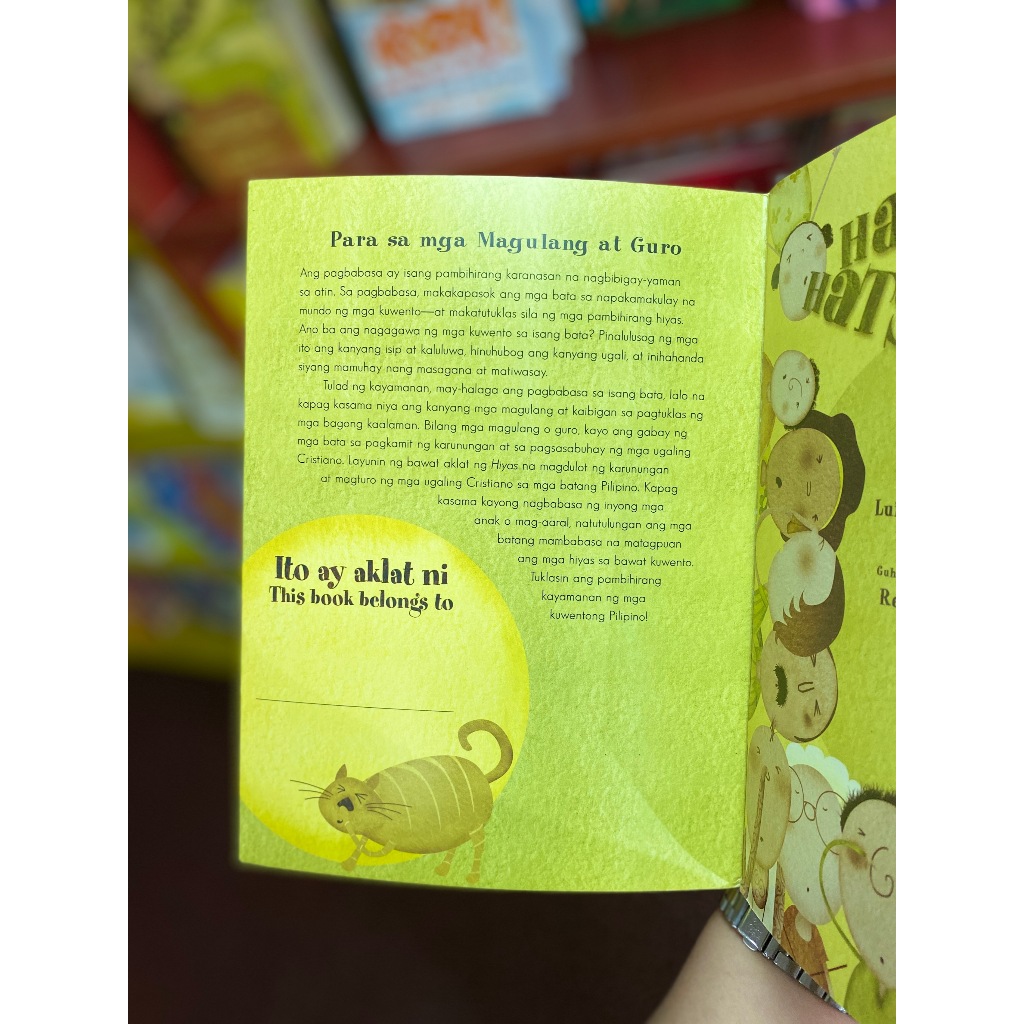 Para sa mga Magulang at Guro
Ang pagbabasa ay isang pambihirang karanasan na nagbibigay-yaman
sa atin. Sa pagbabasa, makakapasok ang mga bata sa napakamakulay na
mundo ng mga kuwento—at makatutuklas sila ng mga pambihirang hiyas.
Ano ba ang nagagawa ng mga kuwento sa isang bata? Pinalulusog ng mga
ito ang kanyang isip at kaluluwa, hinuhubog ang kanyang ugali, at inihahanda
siyang mamuhay nang masagana at matiwasay.
Tulad ng kayamanan, may-halaga ang pagbabasa sa isang bata, lalo na
kapag kasama niya ang kanyang mga magulang at kaibigan sa pagtuklas ng
mga bagong kaalaman. Bilang mga magulang o guro, kayo ang gabay ng
mga bata sa pagkamit ng karunungan at sa pagsasabuhay ng mga ugaling
Cristiano. Layunin ng bawat aklat ng Hiyas na magdulot ng karunungan
at magturo ng mga ugaling Cristiano sa mga batang Pilipino. Kapag
kasama kayong nagbabasa ng inyong mga
anak o mag-aaral, natutulungan ang mga
batang mambabasa na matagpuan
ang mga hiyas sa bawat kuwento.
Tuklasin ang pambihirang
kayamanan ng mga
kuwentong Pilipino!
Ito ay aklat ni
This book belongs to